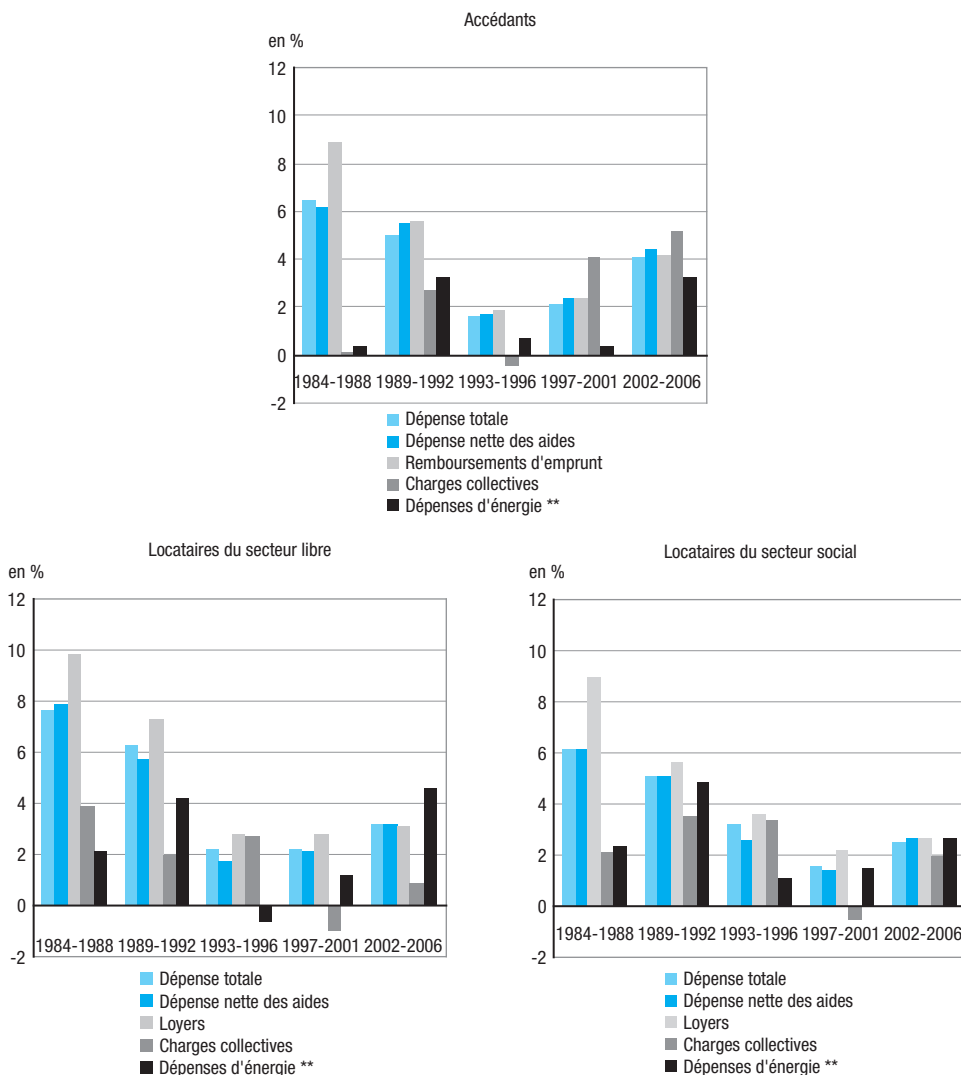 Accédants
en %
12
10
8
6
4
2
0
-2
1984-1988 1989-1992 1993-1996 1997-2001 2002-2006
Dépense totale
Dépense nette des aides
Remboursements d'emprunt
Charges collectives
Dépenses d'énergie **
Locataires du secteur libre
en %
12
10
8
6
4
2
0
-2
1984-1988 1989-1992 1993-1996 1997-2001 2002-2006
Dépense totale
Dépense nette des aides
Loyers
Charges collectives
Dépenses d'énergie **
Locataires du secteur social
en %
12
10
8
6
4
2
0
-2
1984-1988 1989-1992 1993-1996 1997-2001 2002-2006
Dépense totale
Dépense nette des aides
Loyers
Charges collectives
Dépenses d'énergie **